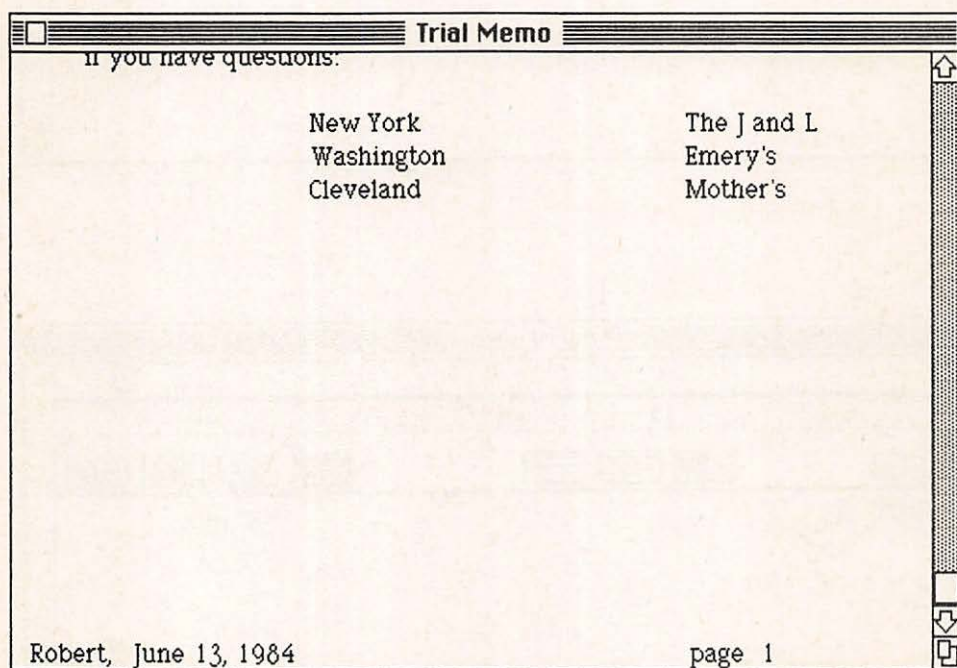 Trial Memo
if you have questions:
New York The J and L
Washington Emery's
Cleveland Mother's
Robert, June 13, 1984 page 1